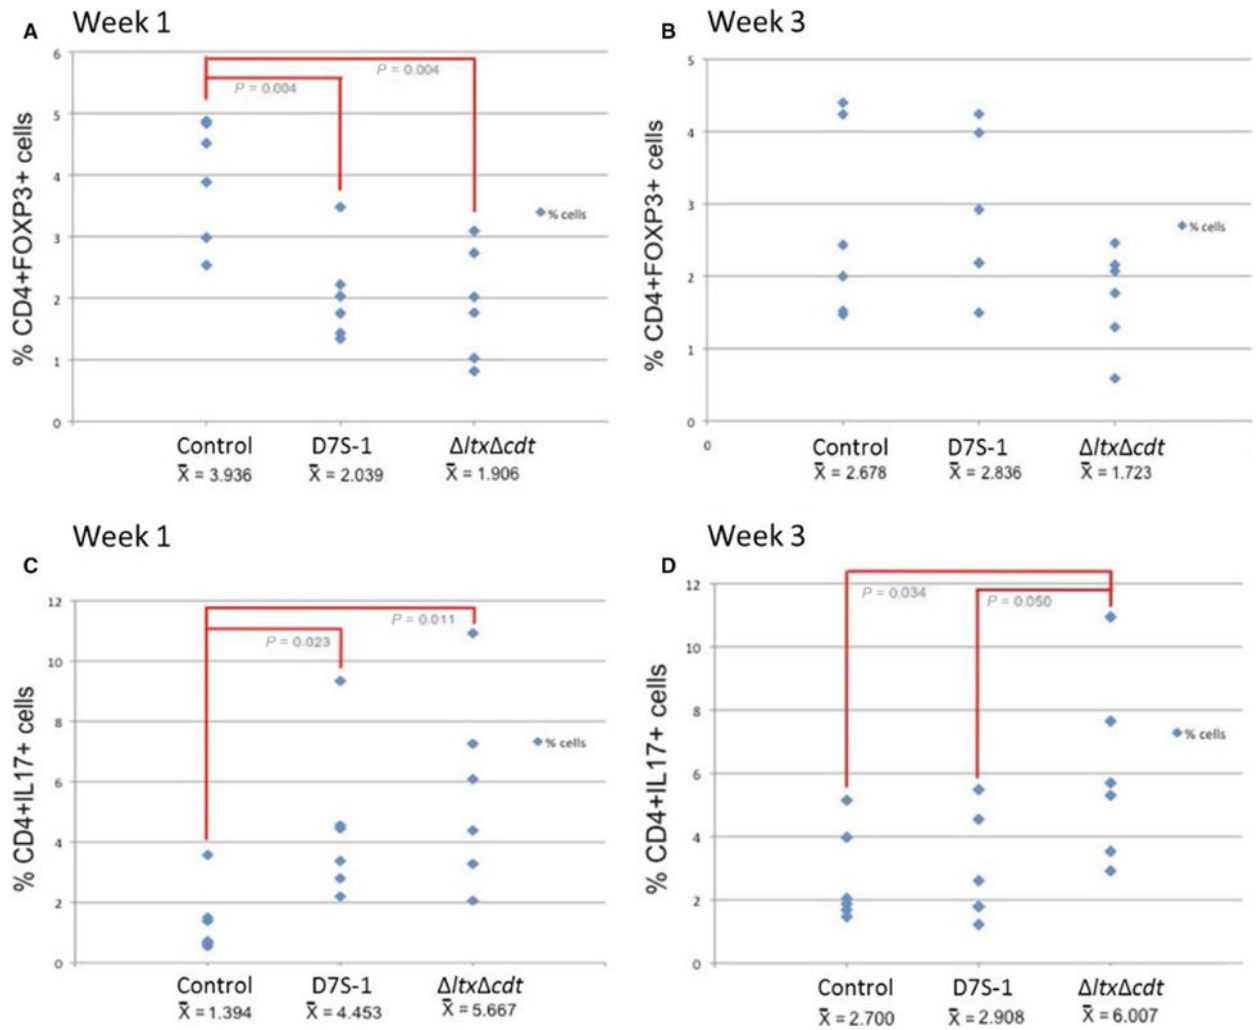 A Week 1
% CD4+FOXP3+ cells
6
5
4
3
2
1
0
P = 0.004
P = 0.004
% cells
Control D7S-1 ΔltxΔcdt
X̄ = 3.936 X̄ = 2.039 X̄ = 1.906
B Week 3
% CD4+FOXP3+ cells
5
4
3
2
1
0
0
% cells
Control D7S-1 ΔltxΔcdt
X̄ = 2.678 X̄ = 2.836 X̄ = 1.723
C Week 1
% CD4+IL17+ cells
12
10
8
6
4
2
0
P = 0.011
P = 0.023
% cells
Control D7S-1 ΔltxΔcdt
X̄ = 1.394 X̄ = 4.453 X̄ = 5.667
D Week 3
% CD4+IL17+ cells
12
10
8
6
4
2
0
P = 0.034
P = 0.050
% cells
Control D7S-1 ΔltxΔcdt
X̄ = 2.700 X̄ = 2.908 X̄ = 6.007